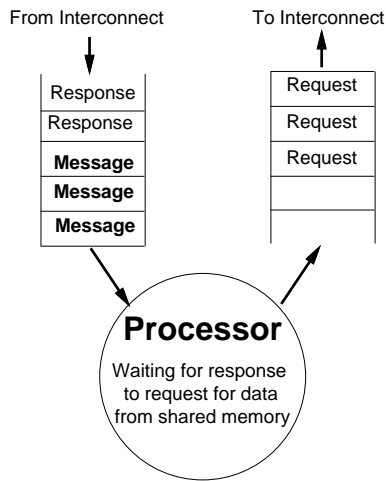 From Interconnect
To Interconnect
Response
Response
Message
Message
Message
Request
Request
Request
Processor
Waiting for response
to request for data
from shared memory